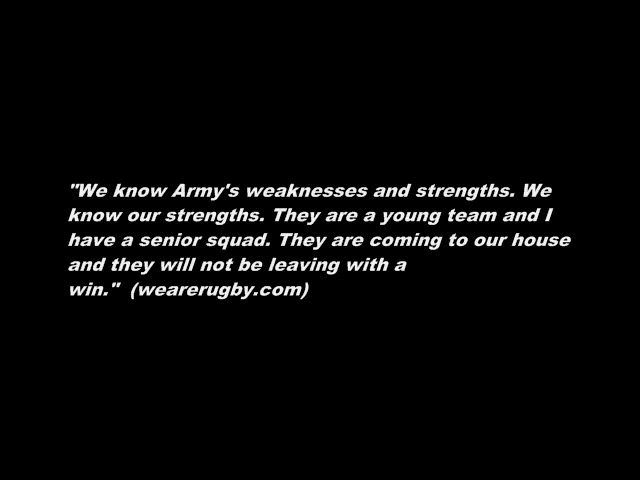 "We know Army's weaknesses and strengths. We
know our strengths. They are a young team and I
have a senior squad. They are coming to our house
and they will not be leaving with a
win."  (wearerugby.com)